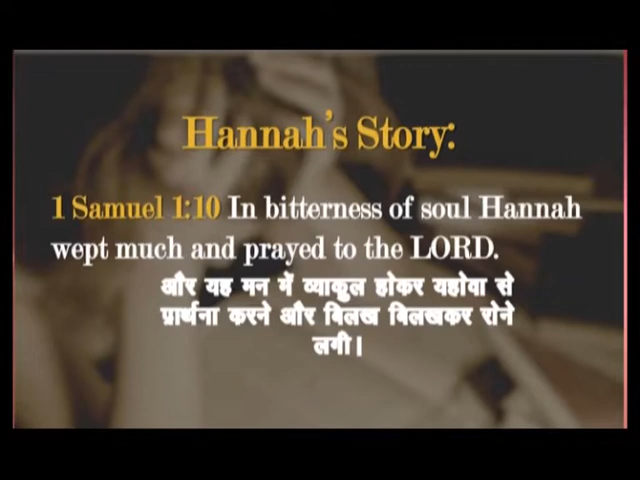 Hannah's Story:
1 Samuel 1:10 In bitterness of soul Hannah
wept much and prayed to the LORD.
और यह मन में व्याकुल होकर यहोवा से
प्रार्थना करने और बिलख बिलखकर रोने
लगी।